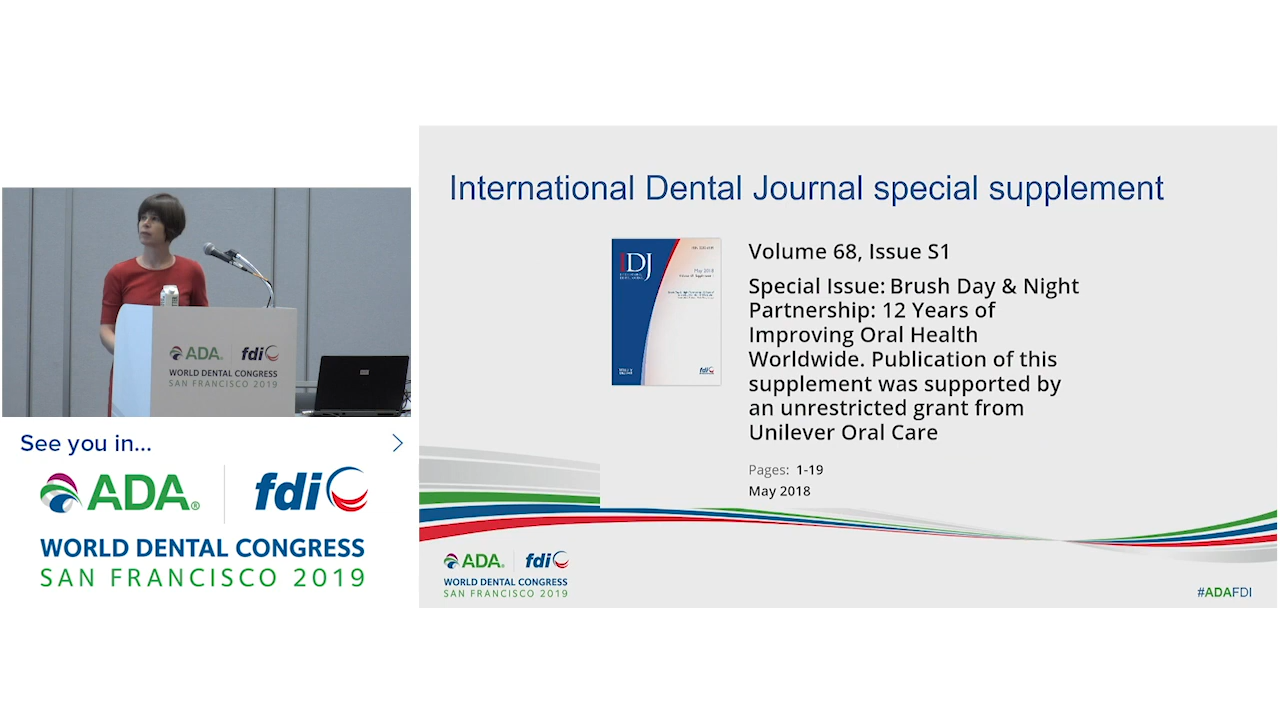 ADA. fdi
WORLD DENTAL CONGRESS
SAN FRANCISCO 2019
See you in...
ADA® fdi
WORLD DENTAL CONGRESS
SAN FRANCISCO 2019
International Dental Journal special supplement
IDJ
May 2018
fdi
Volume 68, Issue S1
Special Issue: Brush Day & Night
Partnership: 12 Years of
Improving Oral Health
Worldwide. Publication of this
supplement was supported by
an unrestricted grant from
Unilever Oral Care
Pages: 1-19
May 2018
ADA. fdi
WORLD DENTAL CONGRESS
SAN FRANCISCO 2019
#ADAFDI